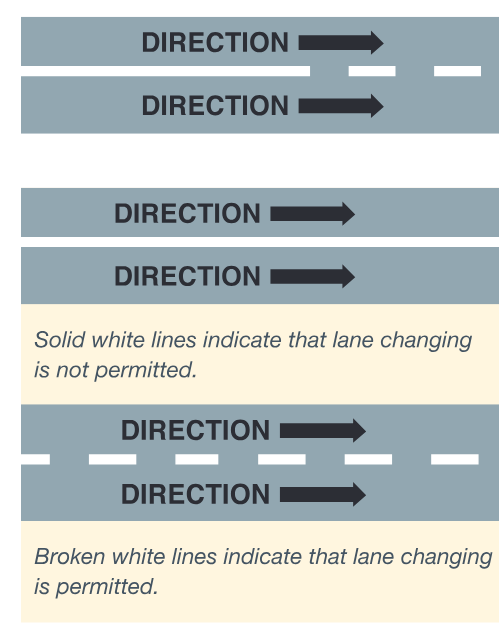 DIRECTION
DIRECTION
DIRECTION
DIRECTION
Solid white lines indicate that lane changing
is not permitted.
DIRECTION
DIRECTION
Broken white lines indicate that lane changing
is permitted.